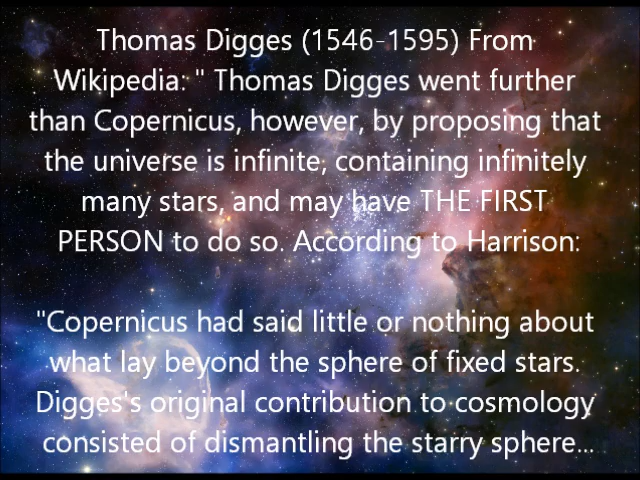 Thomas Digges (1546-1595) From
Wikipedia: " Thomas Digges went further
than Copernicus, however, by proposing that
the universe is infinite, containing infinitely
many stars, and may have THE FIRST
PERSON to do so. According to Harrison:
"Copernicus had said little or nothing about
what lay beyond the sphere of fixed stars.
Digges's original contribution to cosmology
consisted of dismantling the starry sphere...